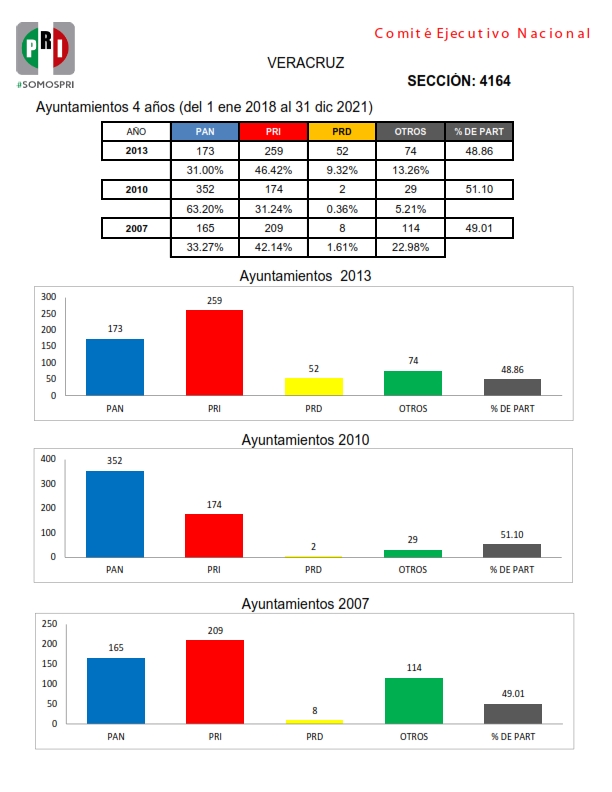 PRI
#SOMOSPRI
Comité Ejecutivo Nacional
VERACRUZ
SECCIÓN: 4164
Ayuntamientos 4 años (del 1 ene 2018 al 31 dic 2021)
AÑO PAN PRI PRD OTROS % DE PART
2013 173 259 52 74 48.86
31.00% 46.42% 9.32% 13.26%
2010 352 174 2 29 51.10
63.20% 31.24% 0.36% 5.21%
2007 165 209 8 114 49.01
33.27% 42.14% 1.61% 22.98%
Ayuntamientos 2013
300
250
200
150
100
50
0
173 259 52 74 48.86
PAN PRI PRD OTROS % DE PART
Ayuntamientos 2010
400
300
200
100
0
352 174 2 29 51.10
PAN PRI PRD OTROS % DE PART
Ayuntamientos 2007
250
200
150
100
50
0
165 209 8 114 49.01
PAN PRI PRD OTROS % DE PART